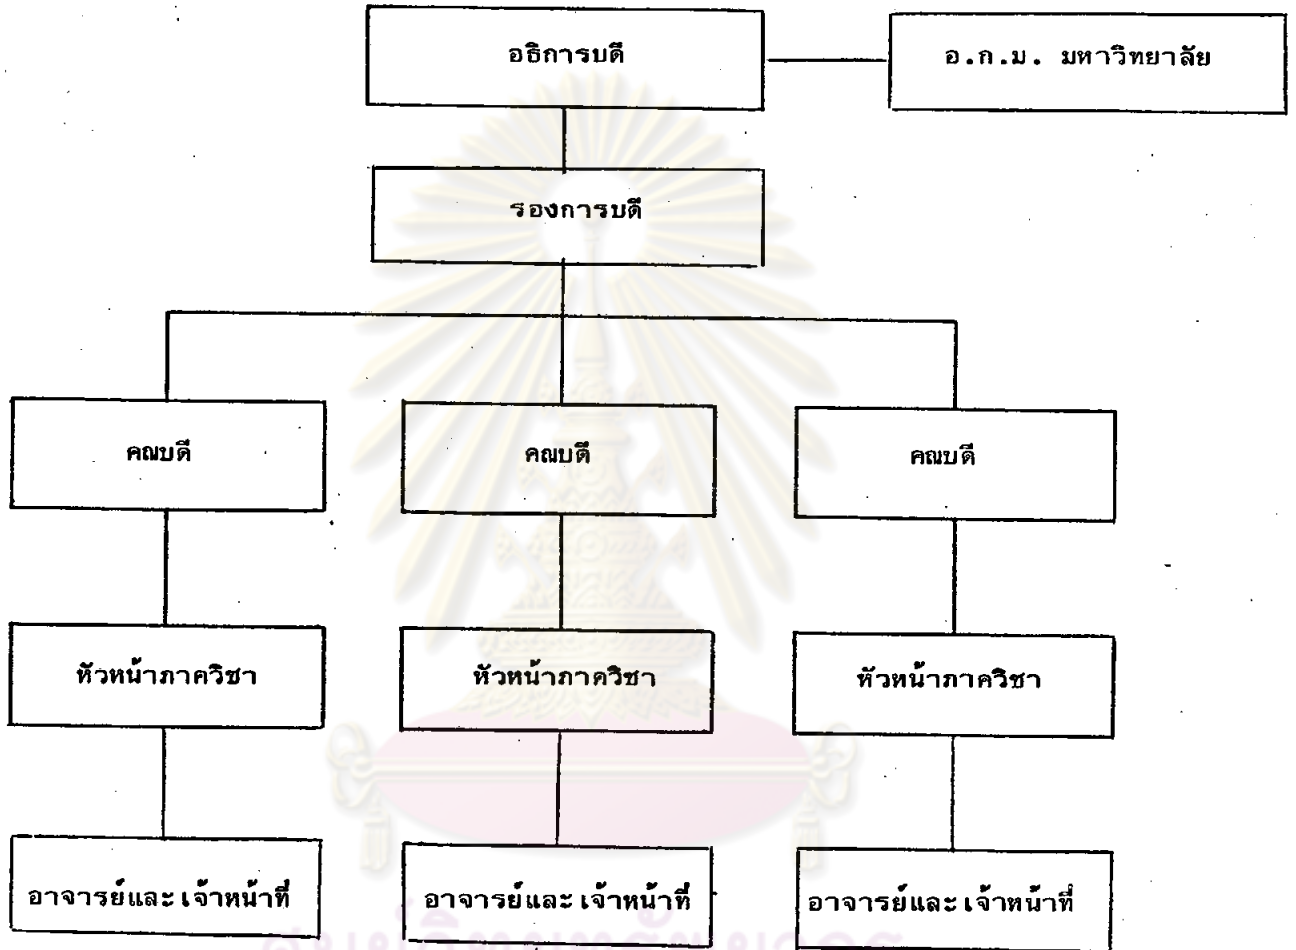 อธิการบดี
อ.ก.ม. มหาวิทยาลัย
รองการบดี
คณบดี
คณบดี
คณบดี
หัวหน้าภาควิชา
หัวหน้าภาควิชา
หัวหน้าภาควิชา
อาจารย์และเจ้าหน้าที่
อาจารย์และเจ้าหน้าที่
อาจารย์และเจ้าหน้าที่